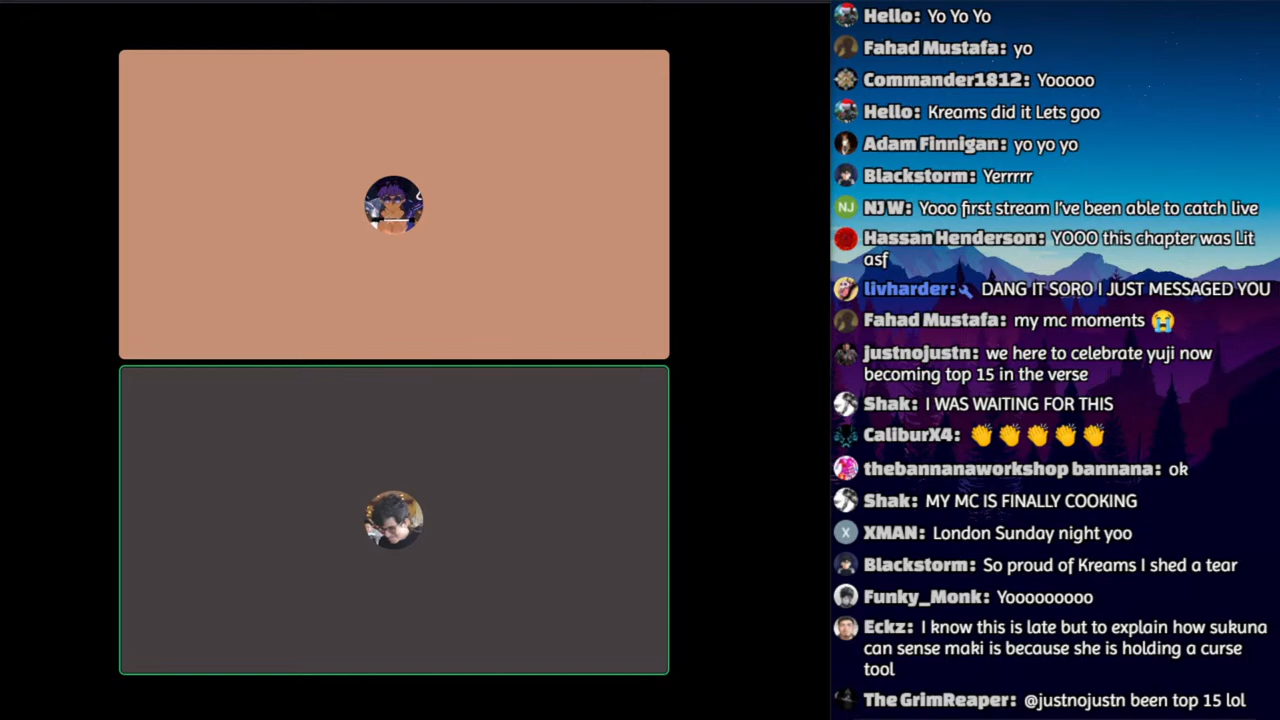 Hello: Yo Yo Yo
Fahad Mustafa: yo
Commander1812: Yooooo
Hello: Kreams did it Lets goo
Adam Finnigan: yo yo yo
Blackstorm: Yerrrrr
NJ NJ W: Yooo first stream I've been able to catch live
Hassan Henderson: YOOO this chapter was Lit
asf
livharder: DANG IT SORO I JUST MESSAGED YOU
Fahad Mustafa: my mc moments 😭
justnojustn: we here to celebrate yuji now
becoming top 15 in the verse
Shak: I WAS WAITING FOR THIS
CaliburX4: 👏👏👏👏👏
thebannanaworkshop bannana: ok
Shak: MY MC IS FINALLY COOKING
X XMAN: London Sunday night yoo
Blackstorm: So proud of Kreams I shed a tear
Funky_Monk: Yooooooooo
Eckz: I know this is late but to explain how sukuna
can sense maki is because she is holding a curse
tool
The GrimReaper: @justnojustn been top 15 lol